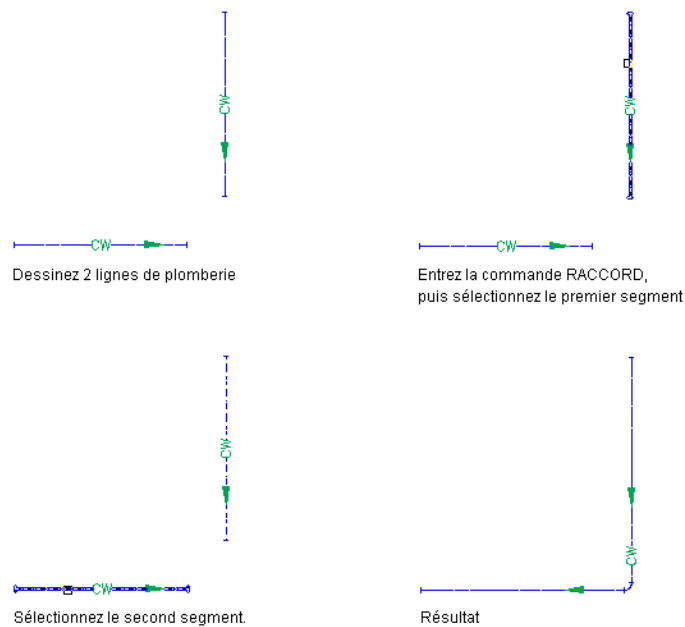 CW
CW
Dessinez 2 lignes de plomberie
CW
CW
Entrez la commande RACCORD,
puis sélectionnez le premier segment
CW
CW
Sélectionnez le second segment.
CW
Résultat